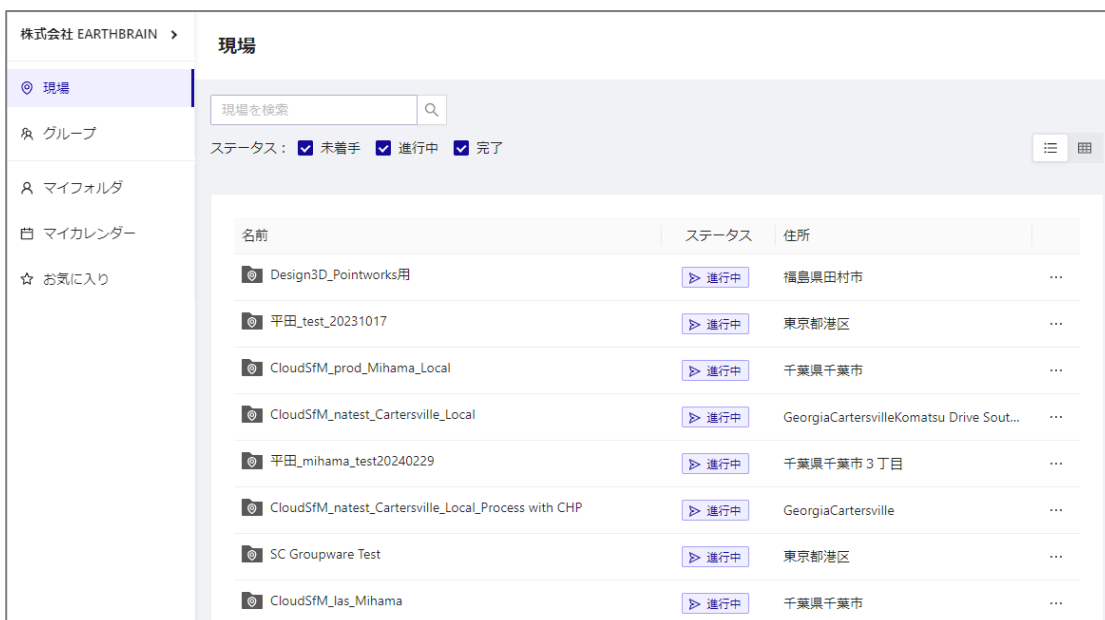 株式会社 EARTHBRAIN
現場
現場
グループ
マイフォルダ
マイカレンダー
お気に入り
現場を検索
ステータス： 未着手 進行中 完了
名前 ステータス 住所
Design3D_Pointworks用 進行中 福島県田村市 ...
平田_test_20231017 進行中 東京都港区 ...
CloudSfM_prod_Mihama_Local 進行中 千葉県千葉市 ...
CloudSfM_natest_Cartersville_Local 進行中 GeorgiaCartersvilleKomatsu Drive Sout... ...
平田_mihama_test20240229 進行中 千葉県千葉市３丁目 ...
CloudSfM_natest_Cartersville_Local_Process with CHP 進行中 GeorgiaCartersville ...
SC Groupware Test 進行中 東京都港区 ...
CloudSfM_las_Mihama 進行中 千葉県千葉市 ...